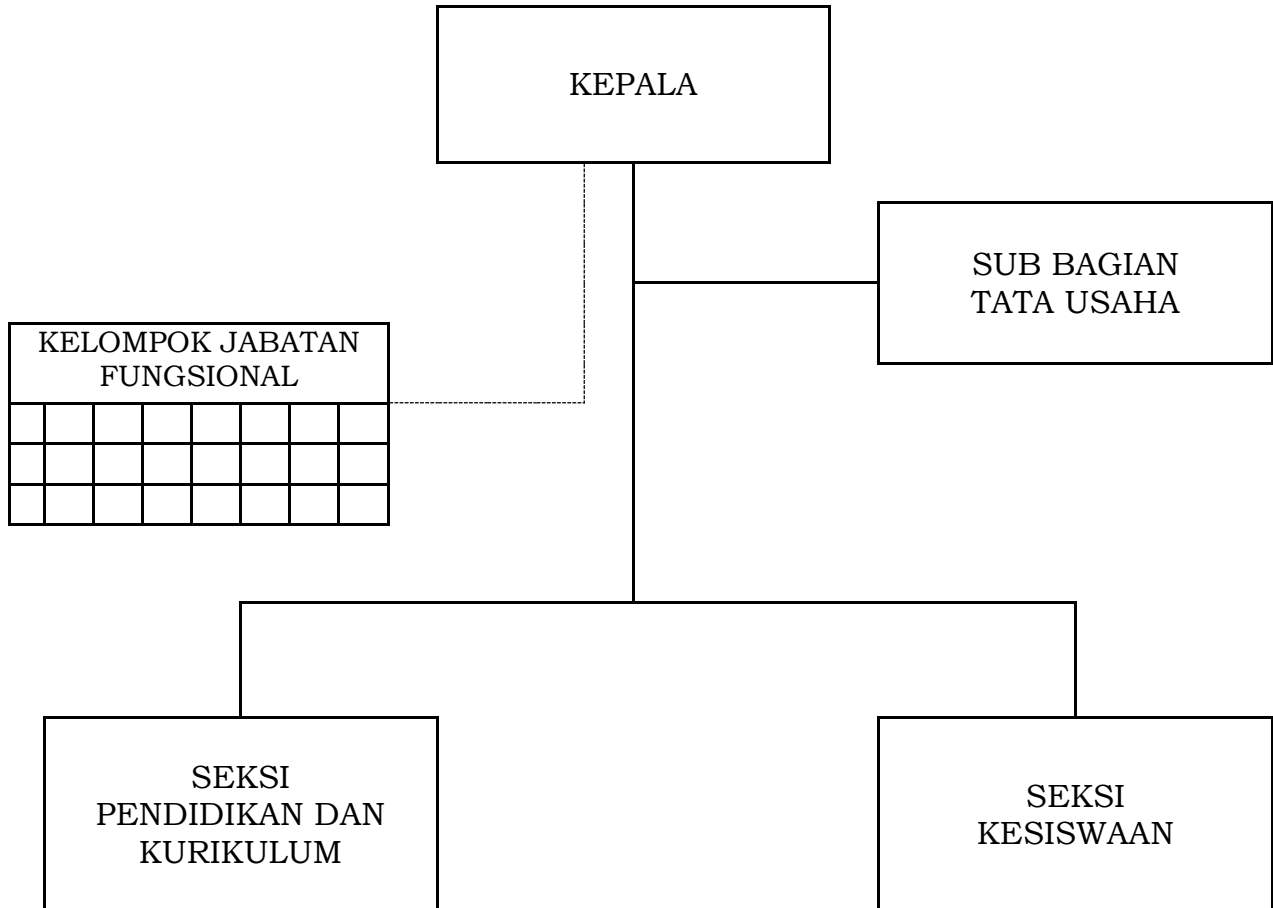 KEPALA
SUB BAGIAN
TATA USAHA
KELOMPOK JABATAN
FUNGSIONAL
SEKSI
PENDIDIKAN DAN
KURIKULUM
SEKSI
KESISWAAN